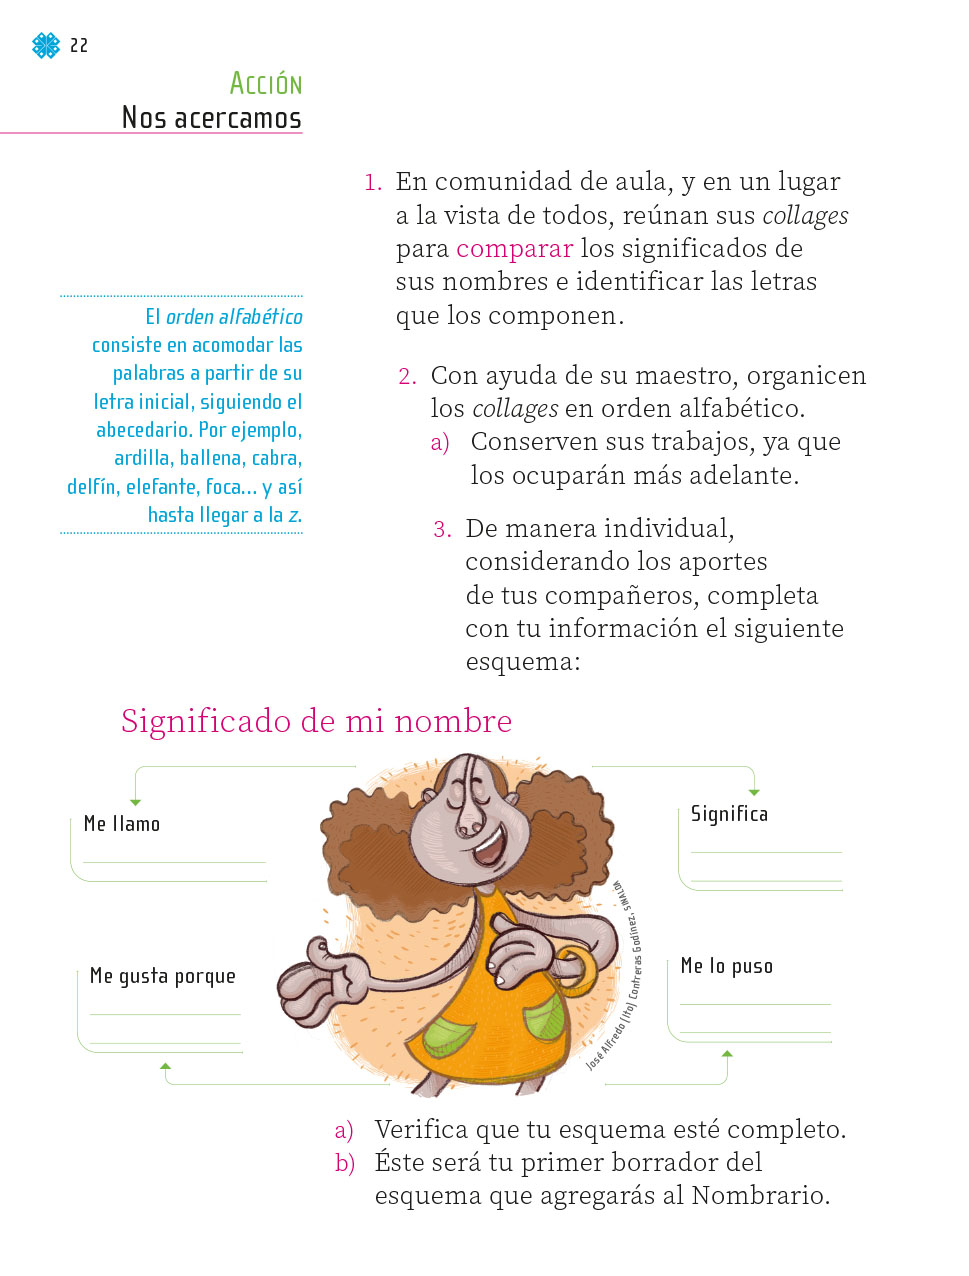 22
Acción
Nos acercamos
1. En comunidad de aula, y en un lugar
a la vista de todos, reúnan sus collages
para comparar los significados de
sus nombres e identificar las letras
que los componen.
El orden alfabético
consiste en acomodar las
palabras a partir de su
letra inicial, siguiendo el
abecedario. Por ejemplo,
ardilla, ballena, cabra,
delfín, elefante, foca... y así
hasta llegar a la z.
2. Con ayuda de su maestro, organicen
los collages en orden alfabético.
a) Conserven sus trabajos, ya que
los ocuparán más adelante.
3. De manera individual,
considerando los aportes
de tus compañeros, completa
con tu información el siguiente
esquema:
Significado de mi nombre
Me llamo
Significa
Me gusta porque
Me lo puso
José Alfredo (Ito) Contreras Godínez, SINALOA
a) Verifica que tu esquema esté completo.
b) Éste será tu primer borrador del
esquema que agregarás al Nombrario.